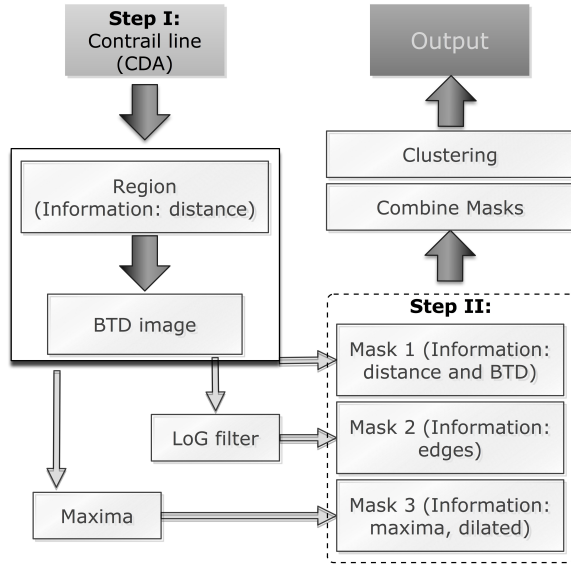 Step I:
Contrail line
(CDA)
Region
(Information: distance)
BTD image
LoG filter
Maxima
Output
Clustering
Combine Masks
Step II:
Mask 1 (Information:
distance and BTD)
Mask 2 (Information:
edges)
Mask 3 (Information:
maxima, dilated)